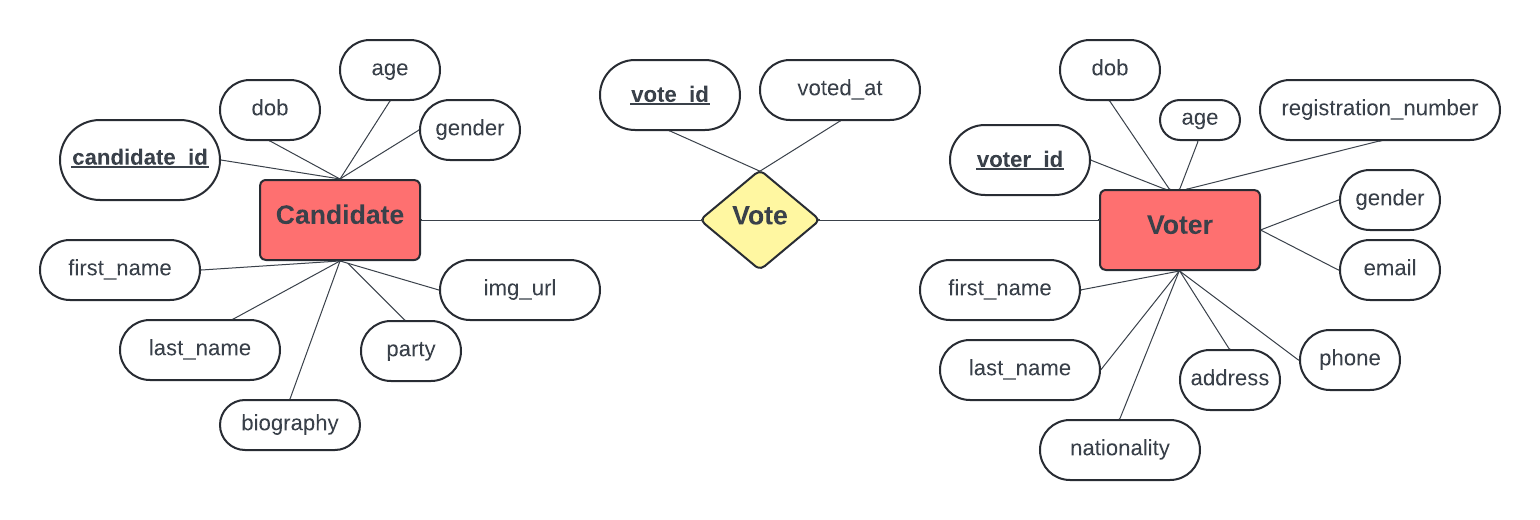 age
dob
dob
vote_id
voted_at
registration_number
age
gender
candidate_id
voter_id
gender
Candidate
Vote
Voter
first_name
email
img_url
first_name
last_name
party
phone
last_name
address
biography
nationality